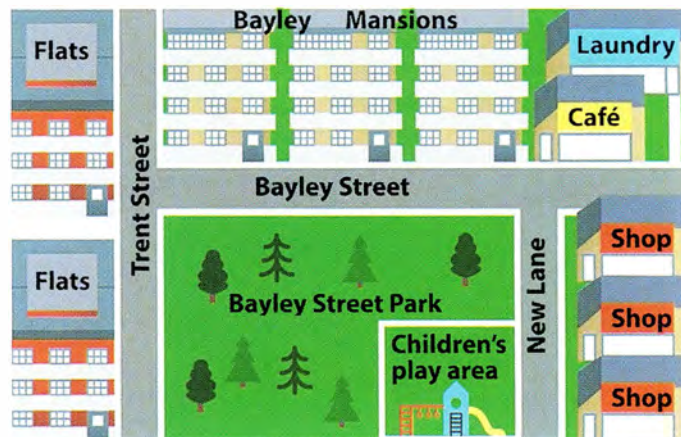 Bayley Mansions
Flats
Laundry
Café
Trent Street
Bayley Street
Flats
Bayley Street Park
Children's
play area
New Lane
Shop
Shop
Shop